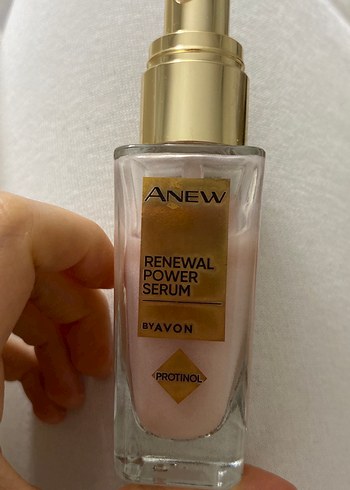 ANEW
RENEWAL
POWER
SERUM
BY AVON
PROTINOL